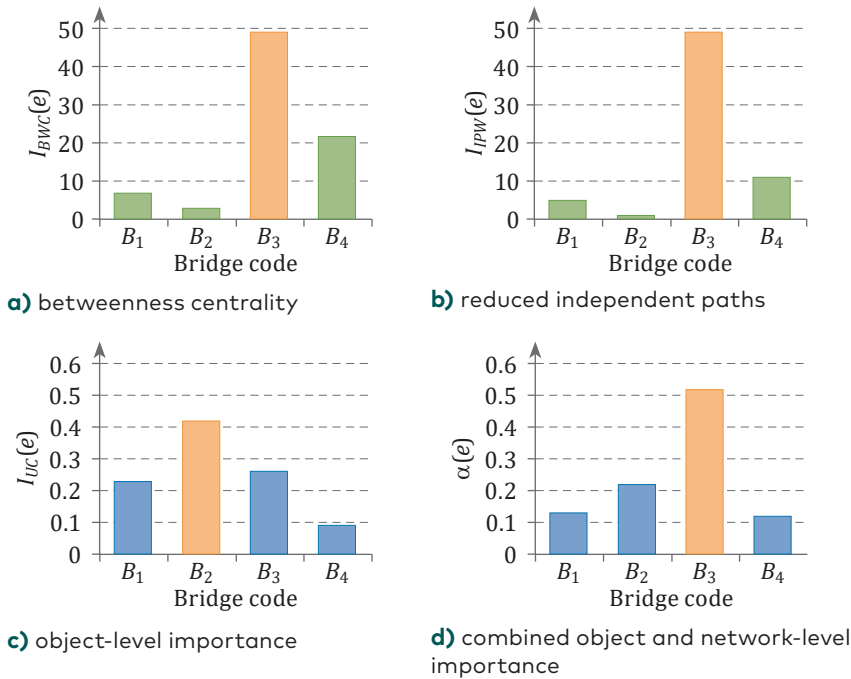 50
40
30
20
10
0
I_BWC(e)
B₁ B₂ B₃ B₄
Bridge code
a) betweenness centrality
50
40
30
20
10
0
I_IPW(e)
B₁ B₂ B₃ B₄
Bridge code
b) reduced independent paths
0.6
0.5
0.4
0.3
0.2
0.1
0
I_UC(e)
B₁ B₂ B₃ B₄
Bridge code
c) object-level importance
0.6
0.5
0.4
0.3
0.2
0.1
0
α(e)
B₁ B₂ B₃ B₄
Bridge code
d) combined object and network-level
importance